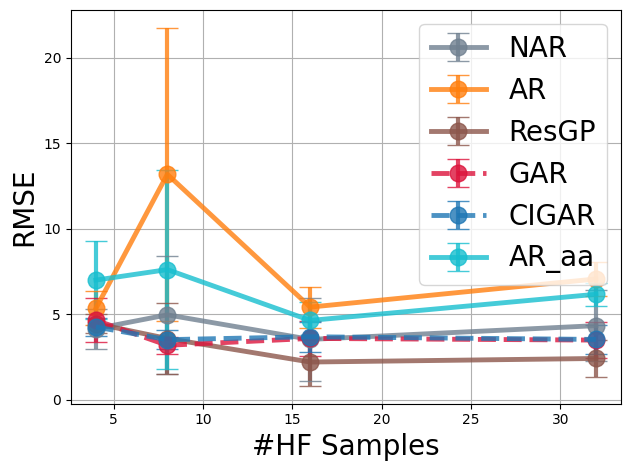 RMSE
20
15
10
5
0
5
10
15
20
25
30
#HF Samples
NAR
AR
ResGP
GAR
CIGAR
AR_aa